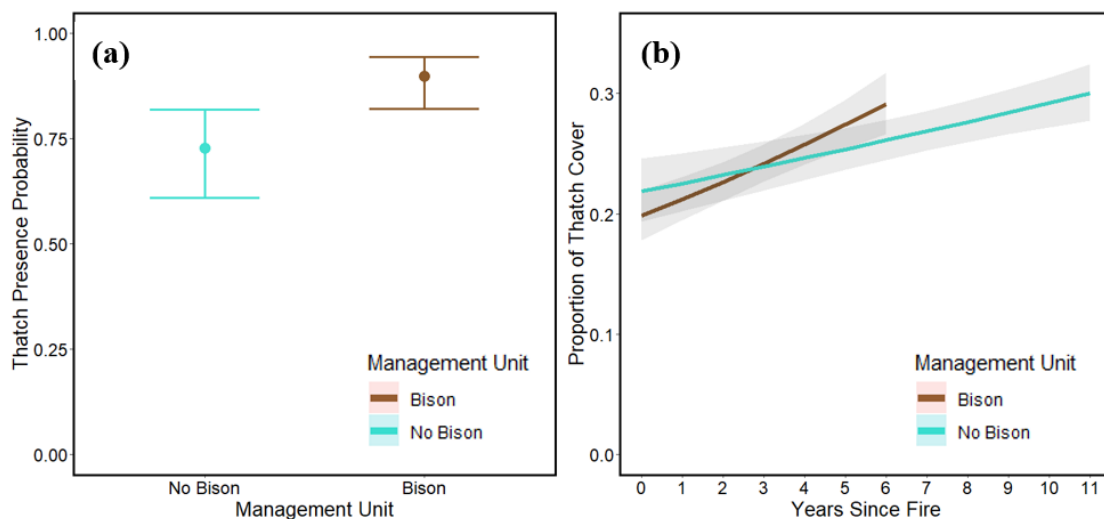 (a)
Thatch Presence Probability
1.00
0.75
0.50
0.25
0.00
Management Unit
Bison
No Bison
No Bison Bison
Management Unit
(b)
Proportion of Thatch Cover
0.3
0.2
0.1
0.0
Management Unit
Bison
No Bison
0 1 2 3 4 5 6 7 8 9 10 11
Years Since Fire